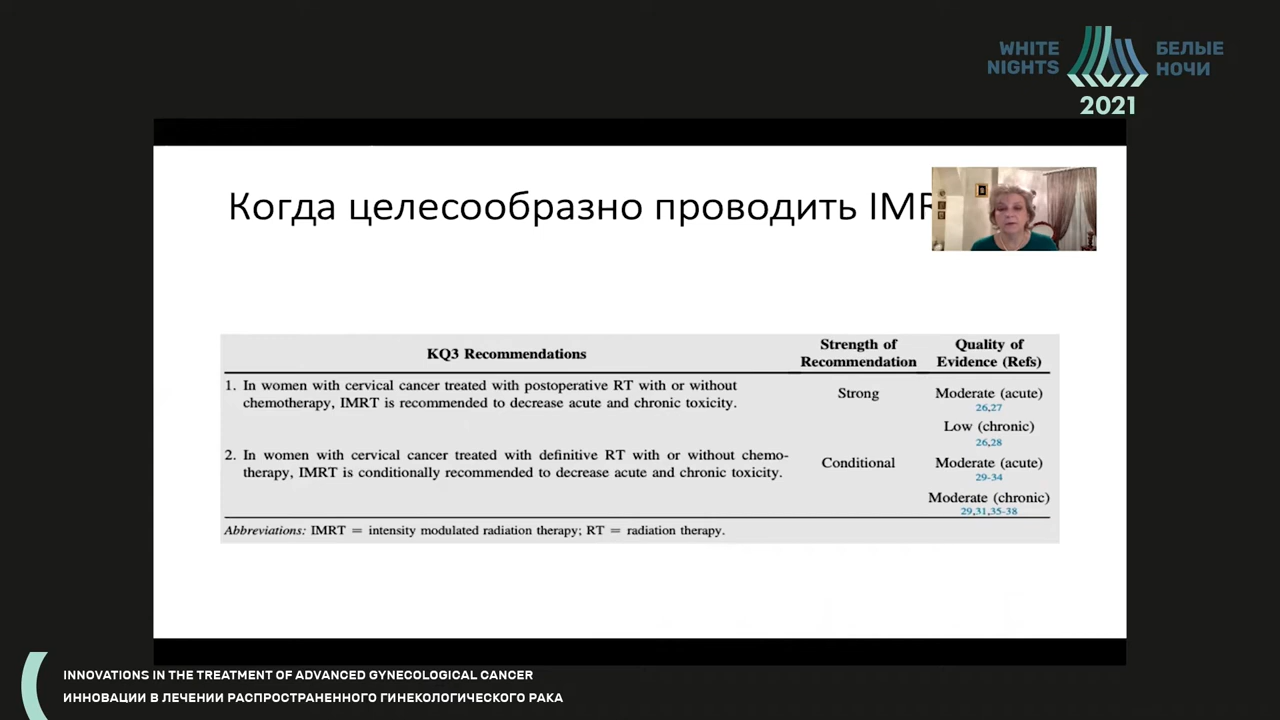 WHITE
NIGHTS
БЕЛЫЕ
НОЧИ
2021
Когда целесообразно проводить IMR
KQ3 Recommendations
Strength of
Recommendation
Quality of
Evidence (Refs)
1. In women with cervical cancer treated with postoperative RT with or without
chemotherapy, IMRT is recommended to decrease acute and chronic toxicity.
Strong
Moderate (acute)
26,27
Low (chronic)
26,28
2. In women with cervical cancer treated with definitive RT with or without chemo-
therapy, IMRT is conditionally recommended to decrease acute and chronic toxicity.
Conditional
Moderate (acute)
29-34
Moderate (chronic)
29,31,35-38
Abbreviations: IMRT = intensity modulated radiation therapy; RT = radiation therapy.
INNOVATIONS IN THE TREATMENT OF ADVANCED GYNECOLOGICAL CANCER
ИННОВАЦИИ В ЛЕЧЕНИИ РАСПРОСТРАНЕННОГО ГИНЕКОЛОГИЧЕСКОГО РАКА